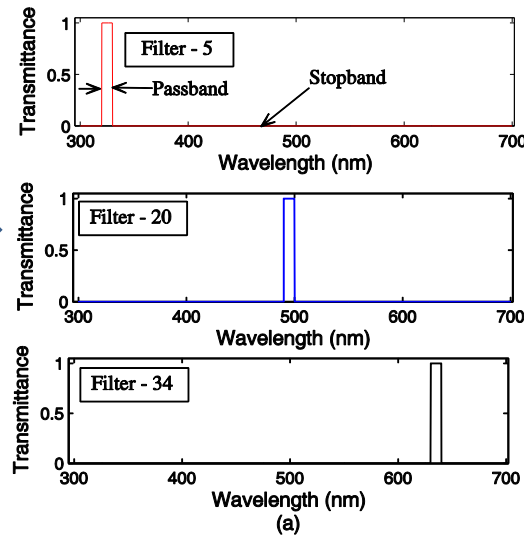 Transmittance
1
0.5
0
Filter - 5
Passband
Stopband
300 400 500 600 700
Wavelength (nm)
Transmittance
1
0.5
0
Filter - 20
300 400 500 600 700
Wavelength (nm)
Transmittance
1
0.5
0
Filter - 34
300 400 500 600 700
Wavelength (nm)
(a)